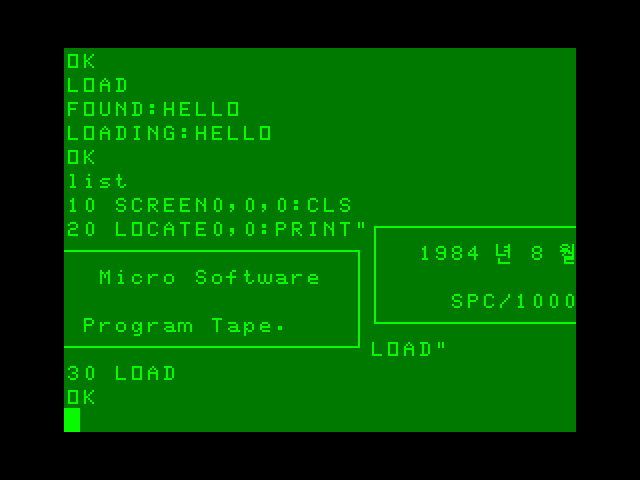 OK
LOAD
FOUND:HELLO
LOADING:HELLO
OK
list
10 SCREEN0,0,0:CLS
20 LOCATE0,0:PRINT"
1984 년 8 월
Micro Software
SPC/1000
Program Tape.
LOAD"
30 LOAD
OK